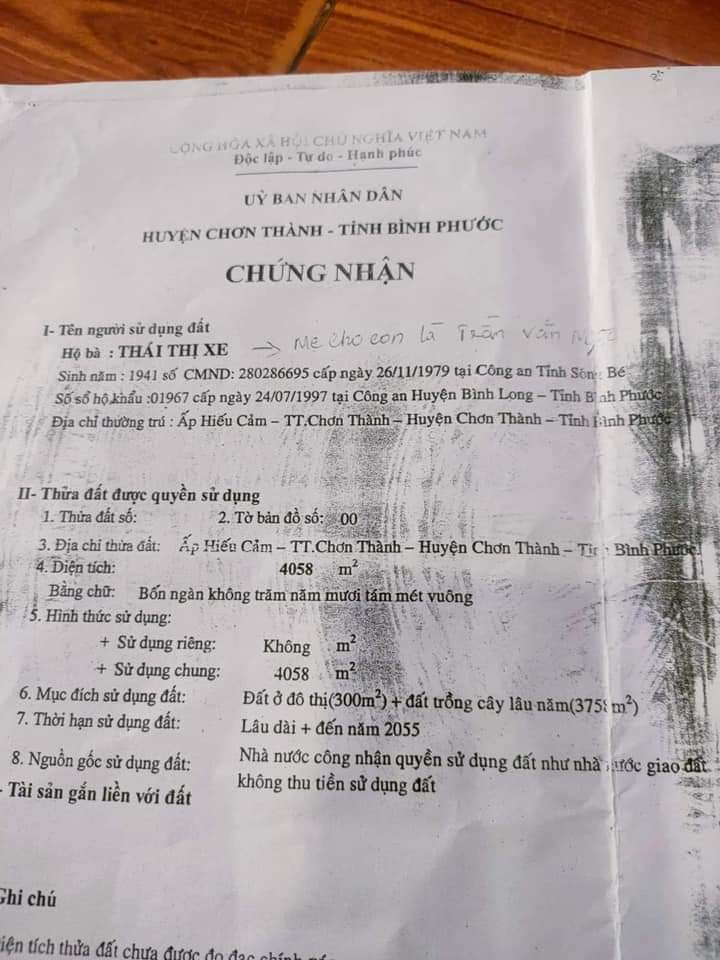 CỘNG HÒA XÃ HỘI CHỦ NGHĨA VIỆT NAM
Độc lập - Tự do - Hạnh phúc
UỶ BAN NHÂN DÂN
HUYỆN CHƠN THÀNH - TỈNH BÌNH PHƯỚC
CHỨNG NHẬN
I- Tên người sử dụng đất
Hộ bà : THÁI THỊ XE → Mẹ cho con là Trần Văn
Sinh năm : 1941 số CMND: 280286695 cấp ngày 26/11/1979 tại Công an Tỉnh Sông Bé
Số sổ hộ khẩu :01967 cấp ngày 24/07/1997 tại Công an Huyện Bình Long – Tỉnh Bình Phước
Địa chỉ thường trú : Ấp Hiếu Cảm – TT.Chơn Thành – Huyện Chơn Thành – Tỉnh Bình Phước
II- Thửa đất được quyền sử dụng
1. Thửa đất số: 2. Tờ bản đồ số: 00
3. Địa chỉ thửa đất: Ấp Hiếu Cảm – TT.Chơn Thành – Huyện Chơn Thành – Tỉnh Bình Phước
4. Diện tích: 4058 m²
Bằng chữ: Bốn ngàn không trăm năm mươi tám mét vuông
5. Hình thức sử dụng:
+ Sử dụng riêng: Không m²
+ Sử dụng chung: 4058 m²
6. Mục đích sử dụng đất: Đất ở đô thị(300m²) + đất trồng cây lâu năm(3758m²)
7. Thời hạn sử dụng đất: Lâu dài + đến năm 2055
8. Nguồn gốc sử dụng đất: Nhà nước công nhận quyền sử dụng đất như nhà nước giao đất
không thu tiền sử dụng đất
- Tài sản gắn liền với đất
Ghi chú
iện tích thửa đất chưa được đo đạc chính